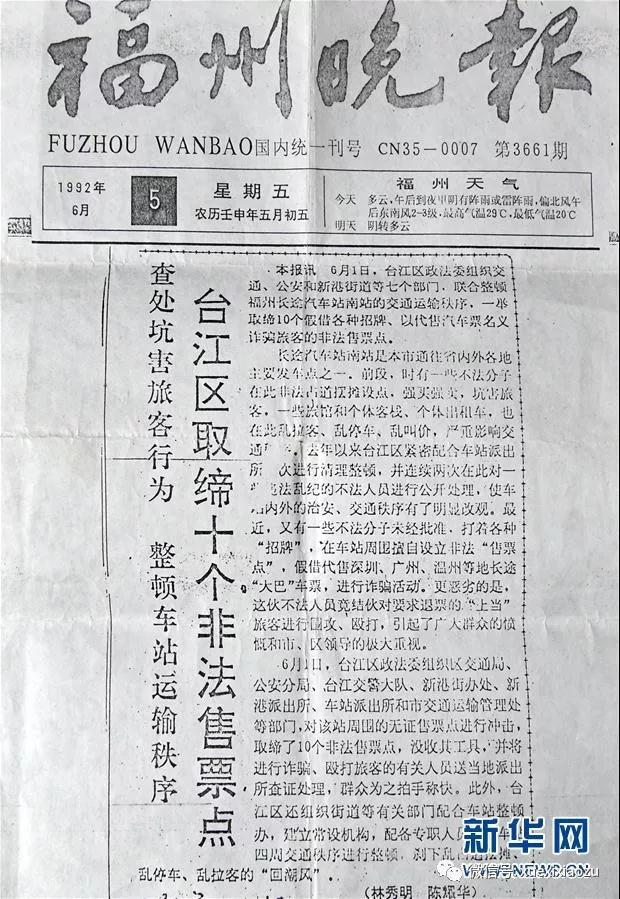 福州晚報
FUZHOU WANBAO国内统一刊号 CN35-0007 第3661期
1992年
6月
5
星期五
农历壬申年五月初五
福州天气
今天 多云,午后到夜里阴有阵雨或雷阵雨,偏北风午
后东南风2-3级,最高气温29℃,最低气温20℃
明天 阴转多云
查处坑害旅客行为 整顿车站运输秩序
台江区取缔十个非法售票点
本报讯 6月1日，台江区政法委组织交
通、公安和新港街道等七个部门，联合整顿
福州长途汽车站南站的交通运输秩序，一举
取缔10个假借各种招牌、以代售汽车票名义
诈骗旅客的非法售票点。
长途汽车站南站是本市通往省内外各地
主要发车点之一。前段，时有一些不法分子
在此非法占道摆摊设点，强买强卖，坑害旅
客，一些旅馆和个体客栈、个体出租车，也
在此乱拉客、乱停车、乱叫价，严重影响交
通 。去年以来台江区紧密配合车站派出
所 次进行清理整顿，并连续两次在此对一
违法乱纪的不法人员进行公开处理，使车
站内外的治安、交通秩序有了明显改观。最
近，又有一些不法分子未经批准，打着各种
“招牌”，在车站周围擅自设立非法“售票
点”，假借代售深圳、广州、温州等地长途
“大巴”车票，进行诈骗活动。更恶劣的是，
这伙不法人员竟结伙对要求退票的“上当”
旅客进行围攻、殴打，引起了广大群众的愤
慨和市、区领导的极大重视。
6月1日，台江区政法委组织区交通局、
公安分局、台江交警大队、新港街办处、新
港派出所、车站派出所和市交通运输管理处
等部门，对该站周围的无证售票点进行冲击，
取缔了10个非法售票点，没收其工具，并将
进行诈骗、殴打旅客的有关人员送当地派出
所查证处理，群众为之拍手称快。此外，台
江区还组织街道等有关部门配合车站整顿
办，建立常设机构，配备专职人员 车
四周交通秩序进行整顿，刹下乱占道摆摊、
乱停车、乱拉客的“回潮风”。
(林秀明 陈炳华)
新华网
WWW.NEWS.CN
微信号